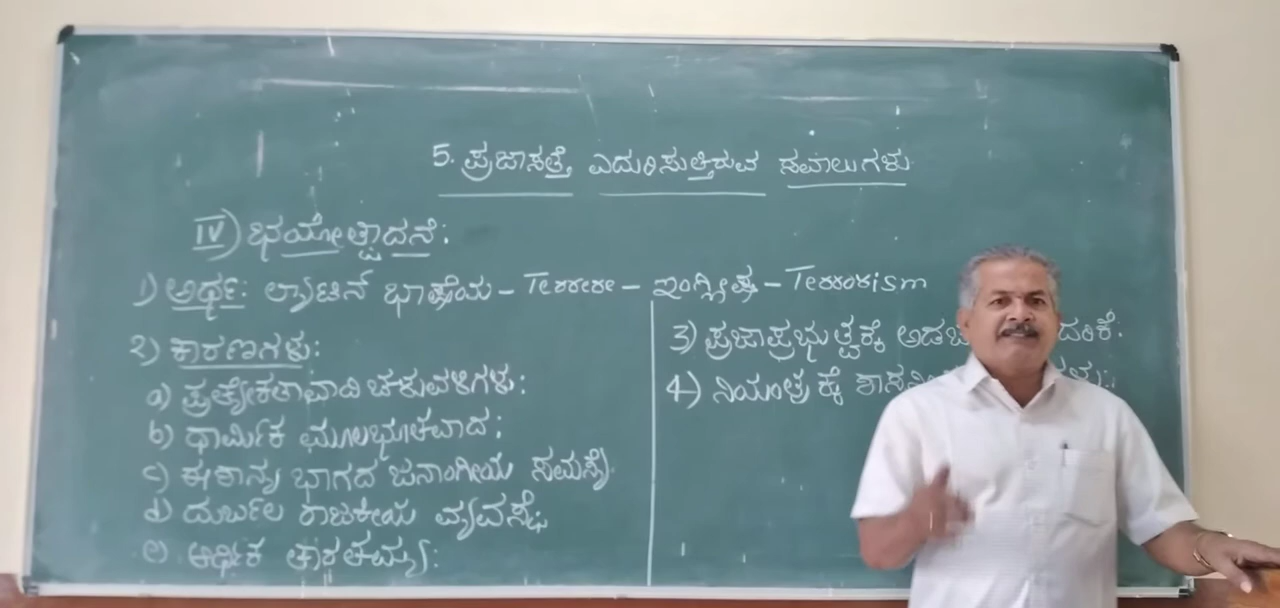 5. ಪ್ರಜಾಸತ್ತೆ ಎದುರಿಸುತ್ತಿರುವ ಸವಾಲುಗಳು
IV) ಭಯೋತ್ಪಾದನೆ:
1) ಅರ್ಥ: ಲ್ಯಾಟಿನ್ ಭಾಷೆಯ - Terrere - ಇಂಗ್ಲೀಷ - Terrorism
2) ಕಾರಣಗಳು:
a) ಪ್ರತ್ಯೇಕತಾವಾದಿ ಚಳುವಳಿಗಳು:
b) ಧಾರ್ಮಿಕ ಮೂಲಭೂತವಾದ:
c) ಈಶಾನ್ಯ ಭಾಗದ ಜನಾಂಗೀಯ ಸಮಸ್ಯೆ
d) ದುರ್ಬಲ ರಾಜಕೀಯ ವ್ಯವಸ್ಥೆ:
e) ಆರ್ಥಿಕ ತಾರತಮ್ಯ:
3) ಪ್ರಜಾಪ್ರಭುತ್ವಕ್ಕೆ
4)